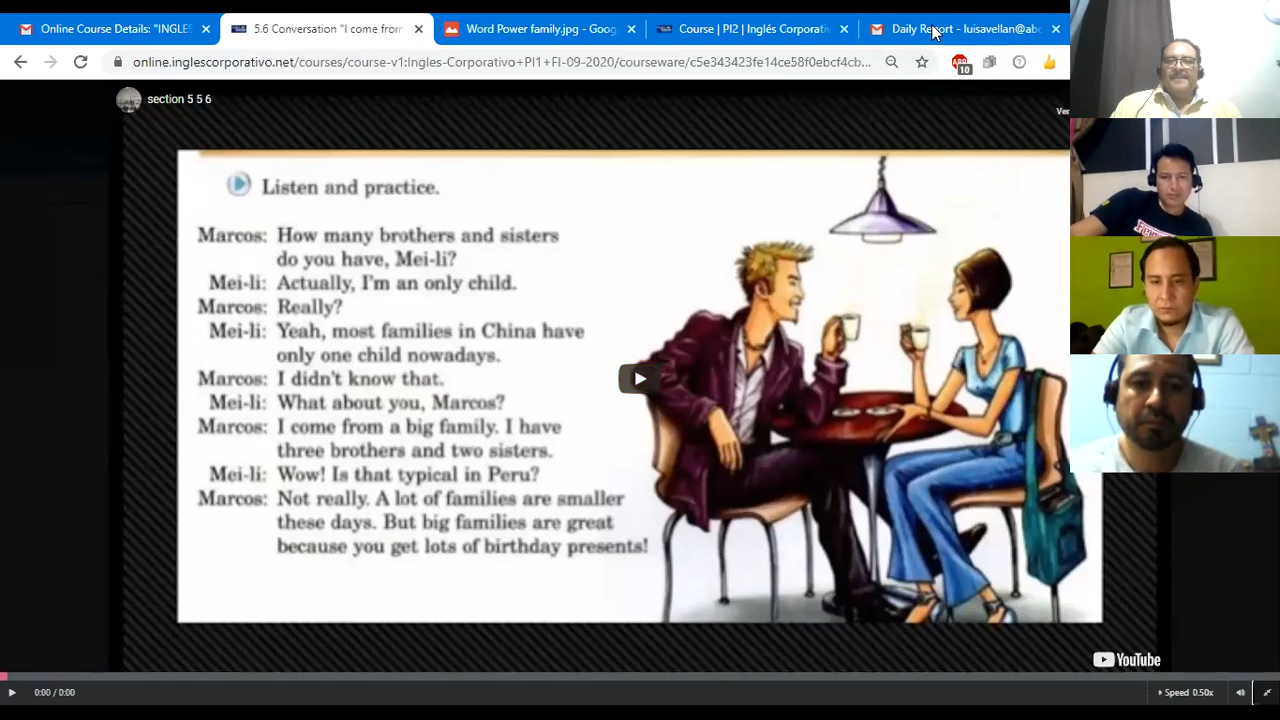 Online Course Details: "INGLES
5.6 Conversation "I come from
Word Power family.jpg - Goog
Course | PI2 | Inglés Corporativ
Daily Report - luisavellan@abc
online.inglescorporativo.net/courses/course-v1:Ingles-Corporativo+PI1+FI-09-2020/courseware/c5e343423fe14ce58f0ebcf4cb...
ABP
10
section 5 5 6
Ver
Listen and practice.
Marcos: How many brothers and sisters
do you have, Mei-li?
Mei-li: Actually, I'm an only child.
Marcos: Really?
Mei-li: Yeah, most families in China have
only one child nowadays.
Marcos: I didn't know that.
Mei-li: What about you, Marcos?
Marcos: I come from a big family. I have
three brothers and two sisters.
Mei-li: Wow! Is that typical in Peru?
Marcos: Not really. A lot of families are smaller
these days. But big families are great
because you get lots of birthday presents!
YouTube
0:00 / 0:00
Speed 0.50x